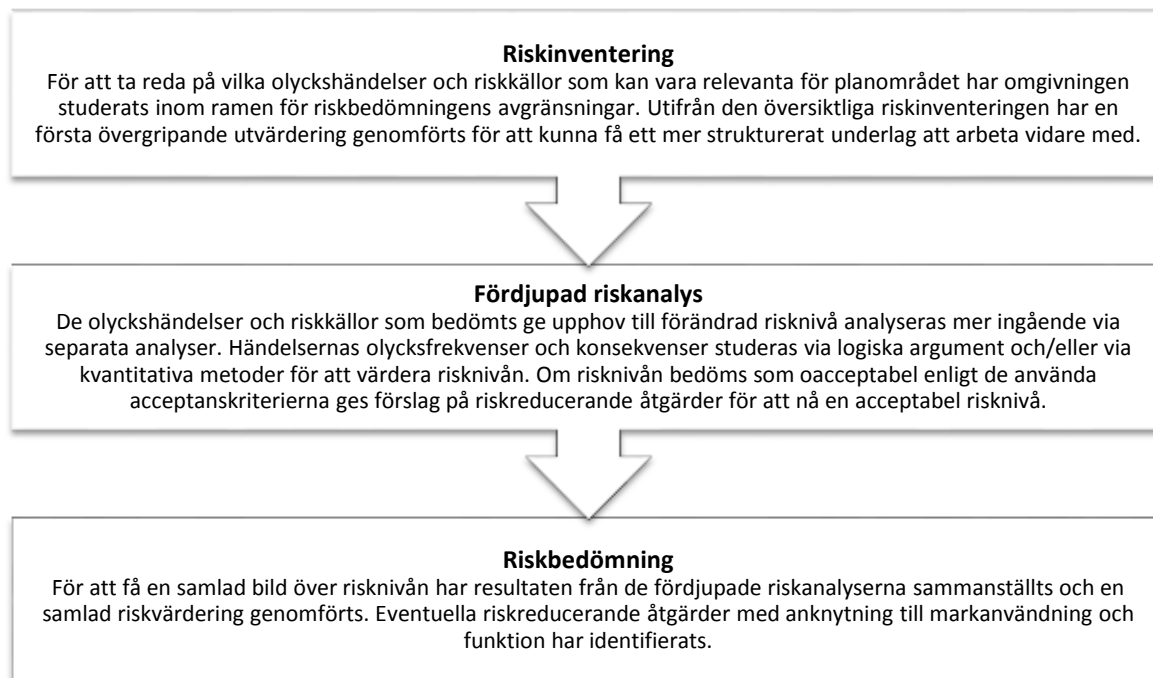 Riskinventering
För att ta reda på vilka olyckshändelser och riskkällor som kan vara relevanta för planområdet har omgivningen
studerats inom ramen för riskbedömningens avgränsningar. Utifrån den översiktliga riskinventeringen har en
första övergripande utvärdering genomförts för att kunna få ett mer strukturerat underlag att arbeta vidare med.
Fördjupad riskanalys
De olyckshändelser och riskkällor som bedömts ge upphov till förändrad risknivå analyseras mer ingående via
separata analyser. Händelsernas olycksfrekvenser och konsekvenser studeras via logiska argument och/eller via
kvantitativa metoder för att värdera risknivån. Om risknivån bedöms som oacceptabel enligt de använda
acceptanskriterierna ges förslag på riskreducerande åtgärder för att nå en acceptabel risknivå.
Riskbedömning
För att få en samlad bild över risknivån har resultaten från de fördjupade riskanalyserna sammanställts och en
samlad riskvärdering genomförts. Eventuella riskreducerande åtgärder med anknytning till markanvändning och
funktion har identifierats.